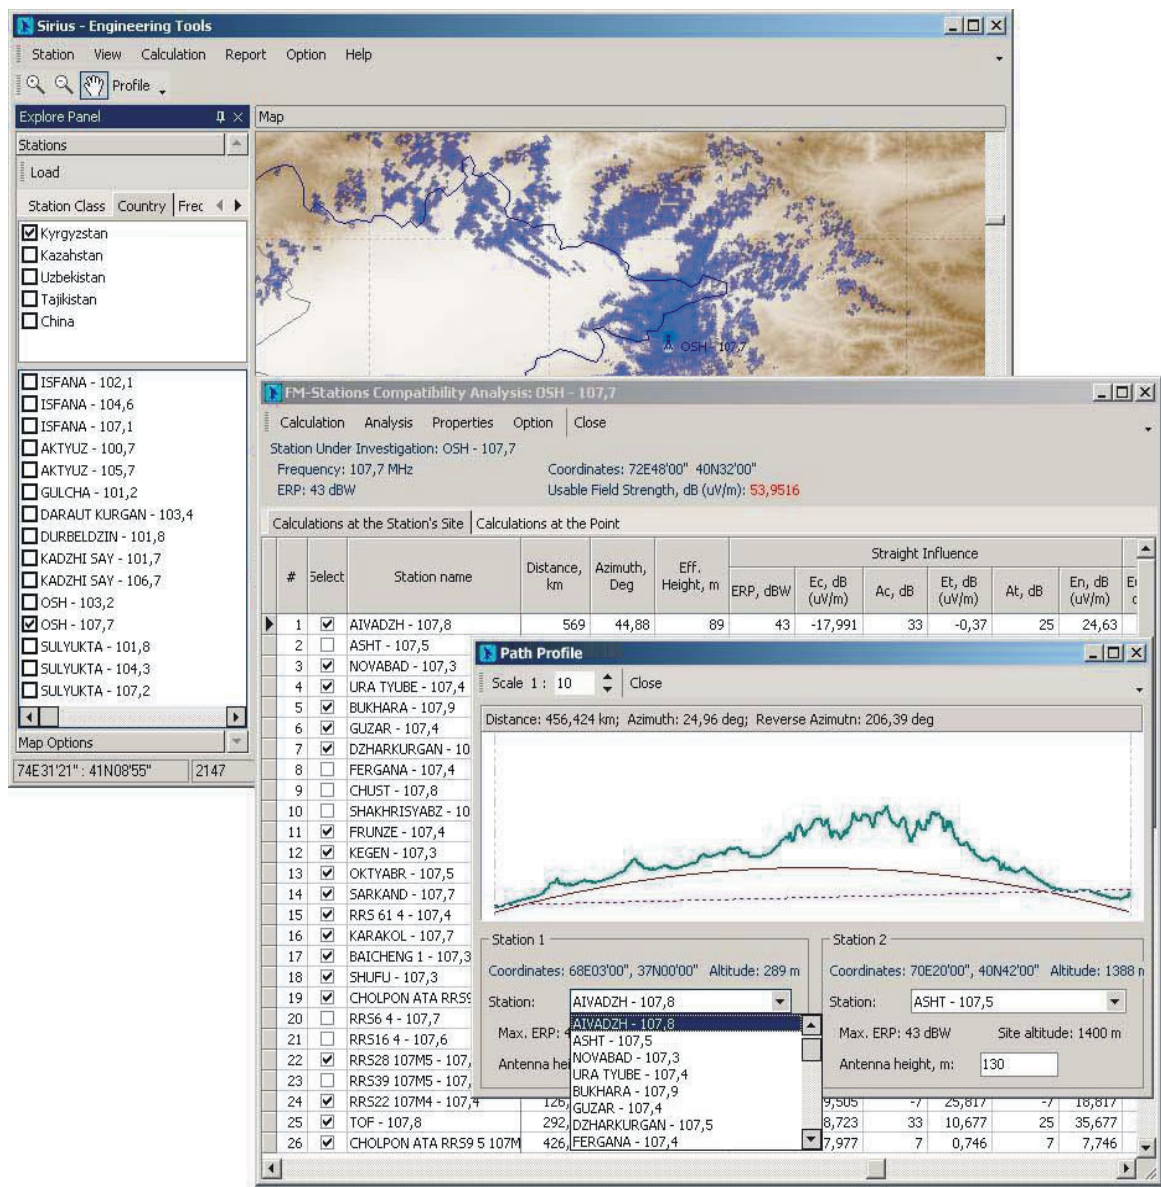 Sirius - Engineering Tools
Station View Calculation Report Option Help
Profile
Explore Panel
Map
Stations
Load
Station Class Country Frec
Kyrgyzstan
Kazahstan
Uzbekistan
Tajikistan
China
OSH - 107,7
ISFANA - 102,1
ISFANA - 104,6
ISFANA - 107,1
AKTYUZ - 100,7
AKTYUZ - 105,7
GULCHA - 101,2
DARAUT KURGAN - 103,4
DURBELDZIN - 101,8
KADZHI SAY - 101,7
KADZHI SAY - 106,7
OSH - 103,2
OSH - 107,7
SULYUKTA - 101,8
SULYUKTA - 104,3
SULYUKTA - 107,2
Map Options
74E31'21" : 41N08'55" 2147
FM-Stations Compatibility Analysis: OSH - 107,7
Calculation Analysis Properties Option Close
Station Under Investigation: OSH - 107,7
Frequency: 107,7 MHz Coordinates: 72E48'00" 40N32'00"
ERP: 43 dBW Usable Field Strength, dB (uV/m): 53,9516
Calculations at the Station's Site Calculations at the Point
Straight Influence
# Select Station name Distance, km Azimuth, Deg Eff. Height, m ERP, dBW Ec, dB (uV/m) Ac, dB Et, dB (uV/m) At, dB En, dB (uV/m)
1 AIVADZH - 107,8 569 44,88 89 43 -17,991 33 -0,37 25 24,63
2 ASHT - 107,5
3 NOVABAD - 107,3
4 URA TYUBE - 107,4
5 BUKHARA - 107,9
6 GUZAR - 107,4
7 DZHARKURGAN - 10
8 FERGANA - 107,4
9 CHUST - 107,8
10 SHAKHRISYABZ - 10
11 FRUNZE - 107,4
12 KEGEN - 107,3
13 OKTYABR - 107,5
14 SARKAND - 107,7
15 RRS 61 4 - 107,4
16 KARAKOL - 107,7
17 BAICHENG 1 - 107,3
18 SHUFU - 107,3
19 CHOLPON ATA RRS9
20 RRS6 4 - 107,7
21 RRS16 4 - 107,6
22 RRS28 107M5 - 107,
23 RRS39 107M5 - 107,
24 RRS22 107M4 - 107,4 126, 9,505 -7 25,817 -7 18,817
25 TOF - 107,8 292, 8,723 33 10,677 25 35,677
26 CHOLPON ATA RRS9 5 107M 426, 7,977 7 0,746 7 7,746
Path Profile
Scale 1 : 10 Close
Distance: 456,424 km; Azimuth: 24,96 deg; Reverse Azimutn: 206,39 deg
Station 1
Coordinates: 68E03'00", 37N00'00" Altitude: 289 m
Station: AIVADZH - 107,8
Max. ERP: 4
Antenna hei
AIVADZH - 107,8
ASHT - 107,5
NOVABAD - 107,3
URA TYUBE - 107,4
BUKHARA - 107,9
GUZAR - 107,4
DZHARKURGAN - 107,5
FERGANA - 107,4
Station 2
Coordinates: 70E20'00", 40N42'00" Altitude: 1388 m
Station: ASHT - 107,5
Max. ERP: 43 dBW Site altitude: 1400 m
Antenna height, m: 130